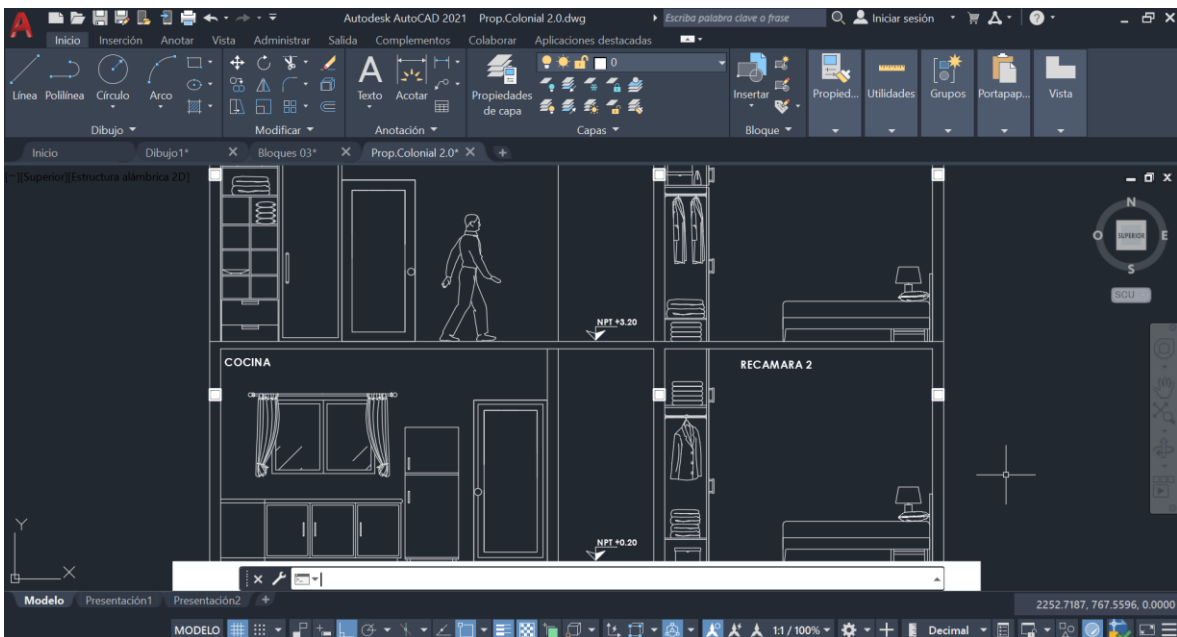 Autodesk AutoCAD 2021 Prop.Colonial 2.0.dwg Escriba palabra clave o frase Iniciar sesión
Inicio Inserción Anotar Vista Administrar Salida Complementos Colaborar Aplicaciones destacadas
0
Línea Polilínea Círculo Arco Texto Acotar Propiedades de capa Insertar Propied... Utilidades Grupos Portapap... Vista
Dibujo Modificar Anotación Capas Bloque
Inicio Dibujo1* Bloques 03* Prop.Colonial 2.0*
[−][Superior][Estructura alámbrica 2D]
N
O SUPERIOR E
S
SCU
NPT +3.20
COCINA RECAMARA 2
NPT +0.20
Y
X
Modelo Presentación1 Presentación2
2252.7187, 767.5596, 0.0000
MODELO 1:1 / 100% Decimal